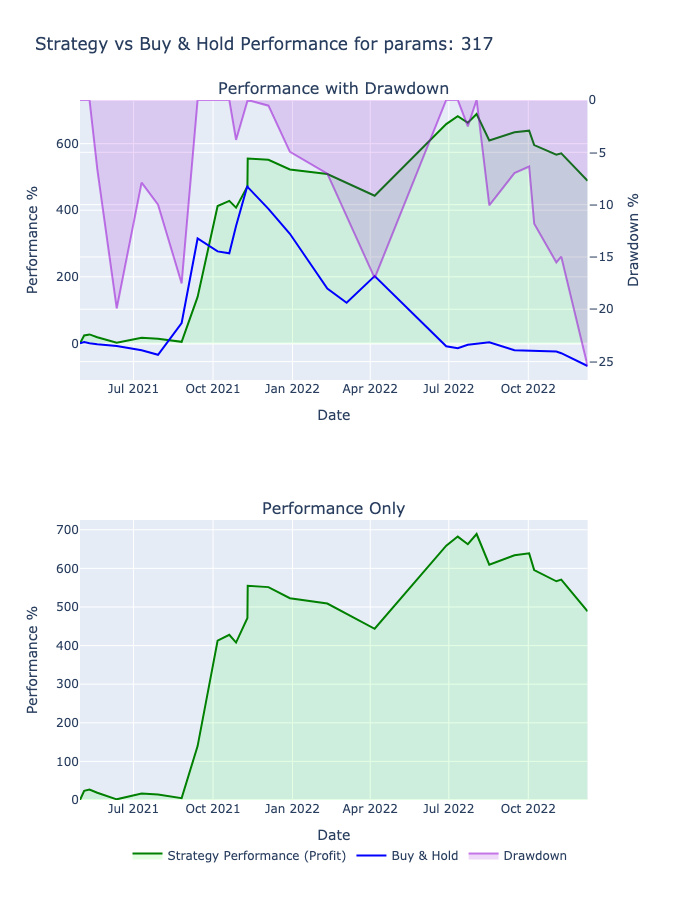 Strategy vs Buy & Hold Performance for params: 317
Performance with Drawdown
Performance %
600
400
200
0
0
−5
−10
−15
−20
−25
Drawdown %
Jul 2021
Oct 2021
Jan 2022
Apr 2022
Jul 2022
Oct 2022
Date
Performance Only
Performance %
700
600
500
400
300
200
100
0
Jul 2021
Oct 2021
Jan 2022
Apr 2022
Jul 2022
Oct 2022
Date
Strategy Performance (Profit)
Buy & Hold
Drawdown